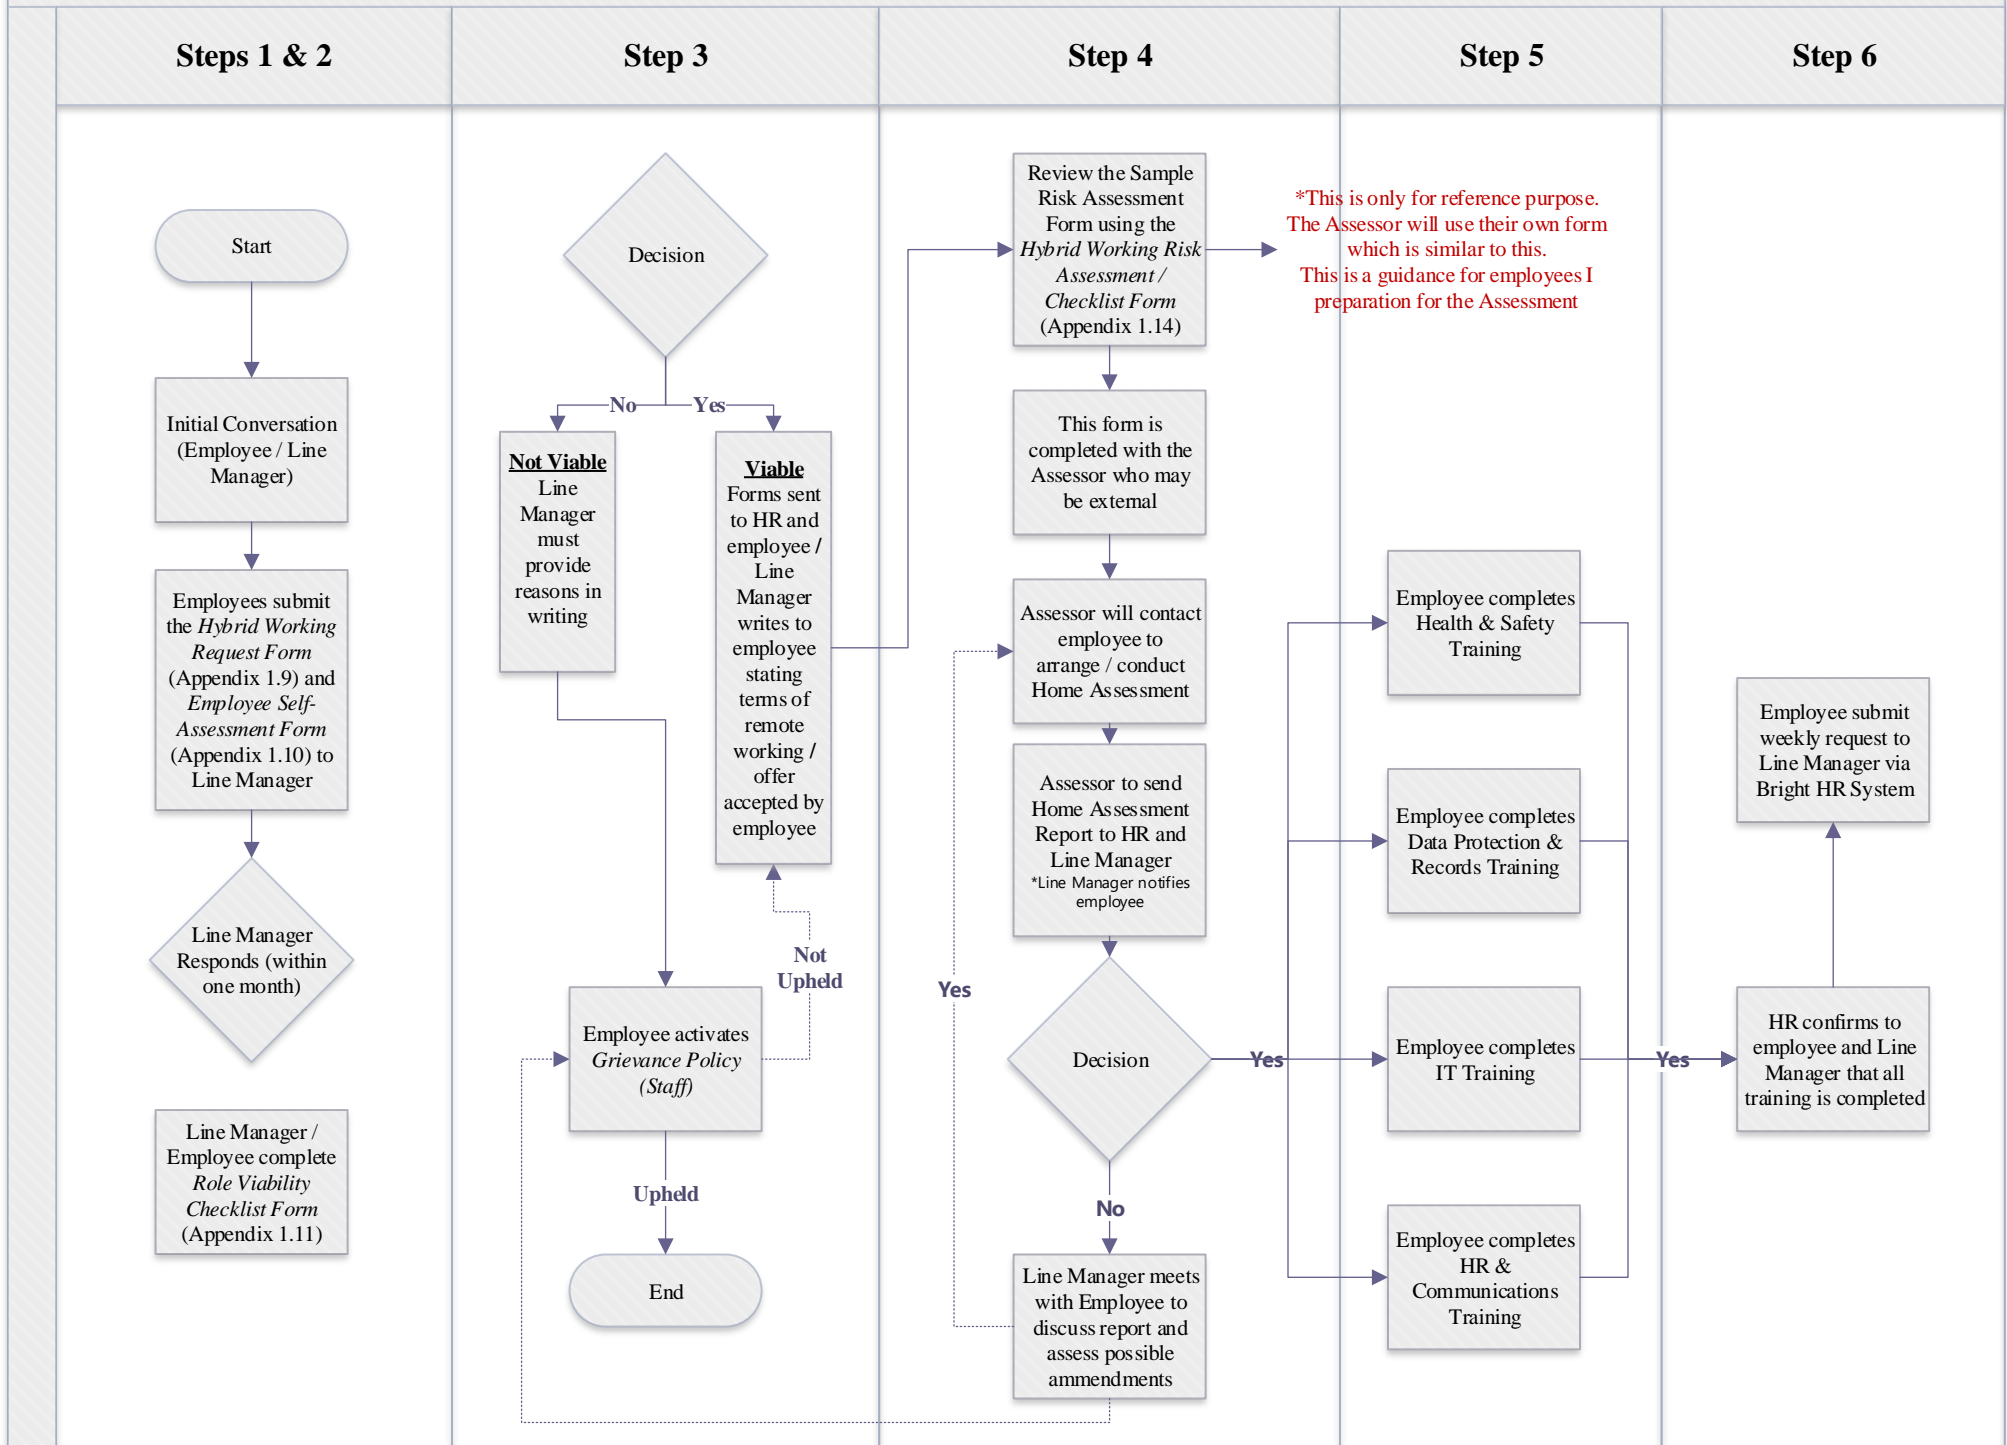 Steps 1 & 2
Step 3
Step 4
Step 5
Step 6
Start
Initial Conversation
(Employee / Line
Manager)
Employees submit
the Hybrid Working
Request Form
(Appendix 1.9) and
Employee Self-
Assessment Form
(Appendix 1.10) to
Line Manager
Line Manager
Responds (within
one month)
Line Manager /
Employee complete
Role Viability
Checklist Form
(Appendix 1.11)
Decision
No
Yes
Not Viable
Line
Manager
must
provide
reasons in
writing
Viable
Forms sent
to HR and
employee /
Line
Manager
writes to
employee
stating
terms of
remote
working /
offer
accepted by
employee
Not
Upheld
Employee activates
Grievance Policy
(Staff)
Upheld
End
Review the Sample
Risk Assessment
Form using the
Hybrid Working Risk
Assessment /
Checklist Form
(Appendix 1.14)
*This is only for reference purpose.
The Assessor will use their own form
which is similar to this.
This is a guidance for employees I
preparation for the Assessment
This form is
completed with the
Assessor who may
be external
Assessor will contact
employee to
arrange / conduct
Home Assessment
Assessor to send
Home Assessment
Report to HR and
Line Manager
*Line Manager notifies
employee
Yes
Decision
Yes
No
Line Manager meets
with Employee to
discuss report and
assess possible
ammendments
Employee completes
Health & Safety
Training
Employee completes
Data Protection &
Records Training
Employee completes
IT Training
Employee completes
HR &
Communications
Training
Yes
Employee submit
weekly request to
Line Manager via
Bright HR System
HR confirms to
employee and Line
Manager that all
training is completed